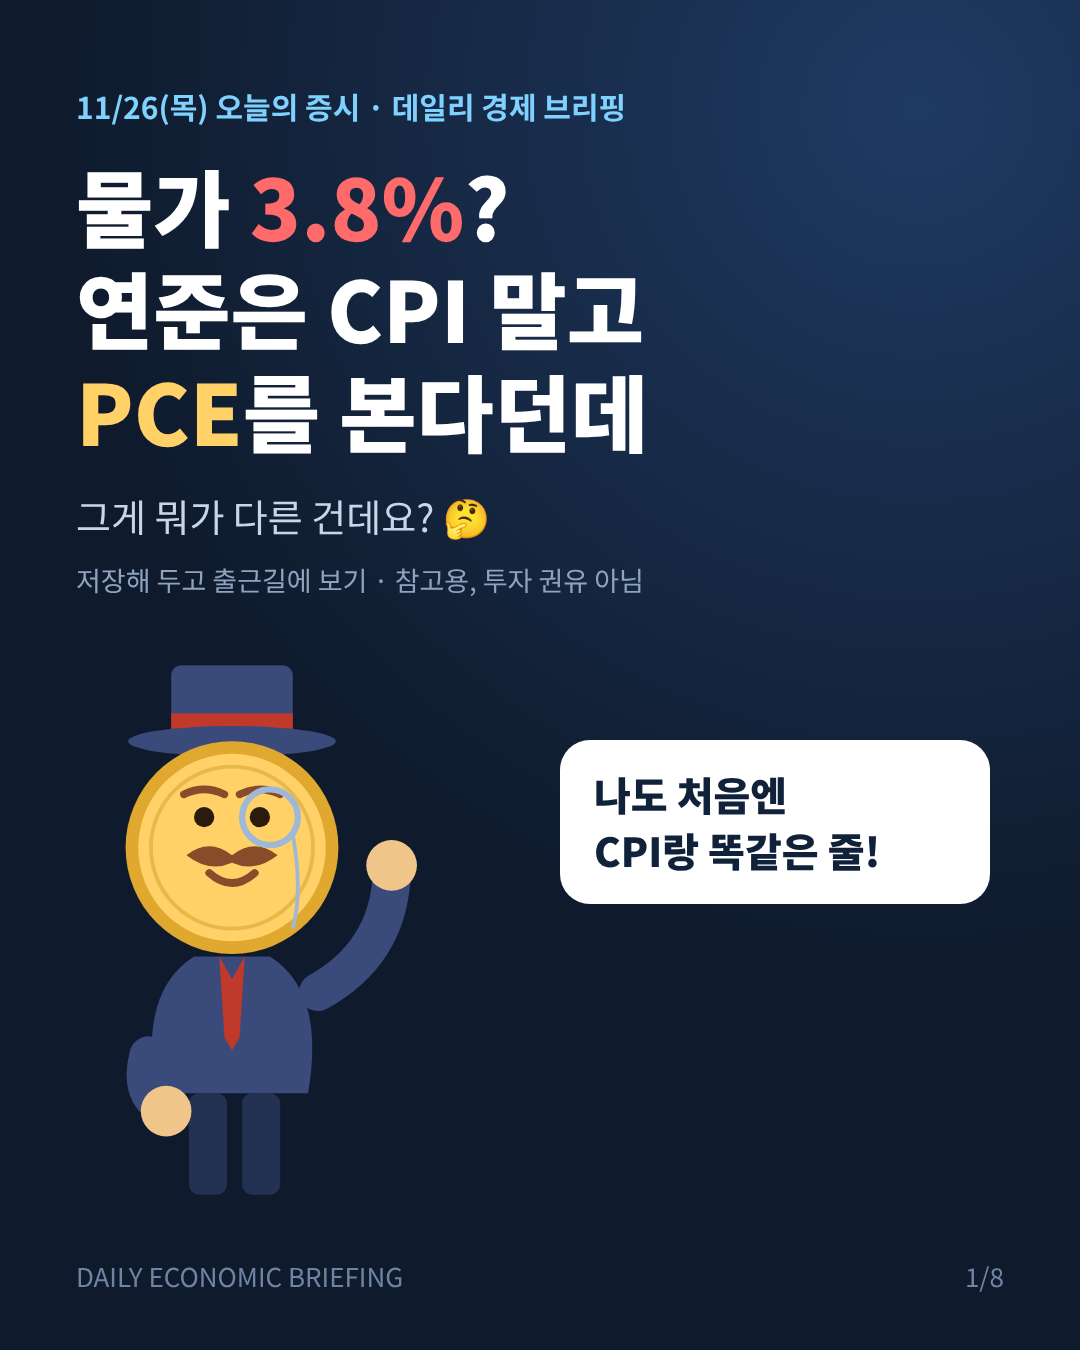 11/26(목) 오늘의 증시 · 데일리 경제 브리핑
물가 3.8%?
연준은 CPI 말고
PCE를 본다던데
그게 뭐가 다른 건데요? 🤔
저장해 두고 출근길에 보기 · 참고용, 투자 권유 아님
나도 처음엔
CPI랑 똑같은 줄!
DAILY ECONOMIC BRIEFING
1/8